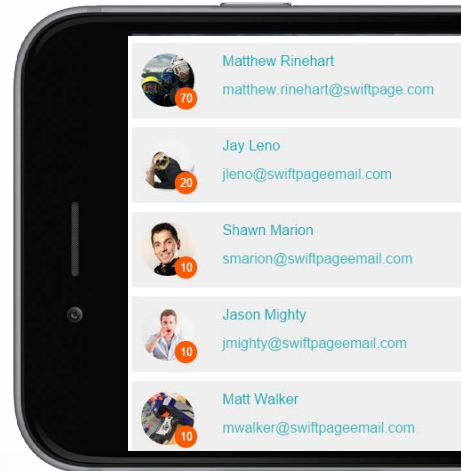 Matthew Rinehart
matthew.rinehart@swiftpage.com
70
Jay Leno
jleno@swiftpageemail.com
20
Shawn Marion
smarion@swiftpageemail.com
10
Jason Mighty
jmighty@swiftpageemail.com
10
Matt Walker
mwalker@swiftpageemail.com
10